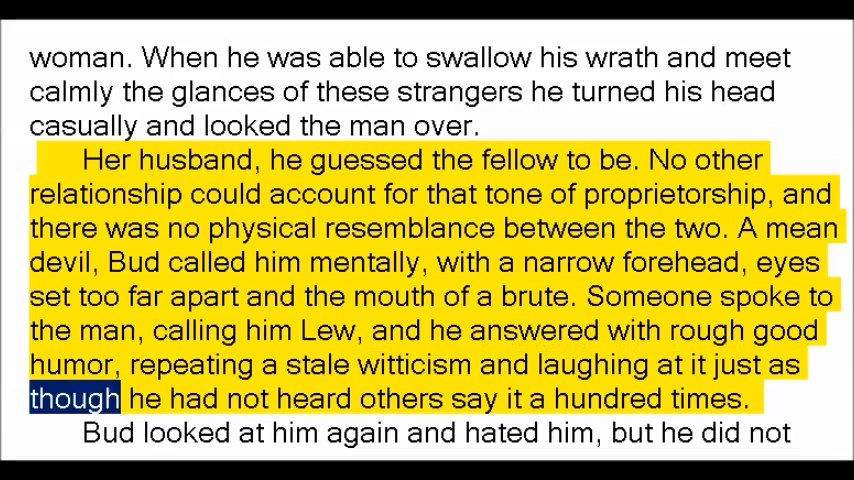 woman. When he was able to swallow his wrath and meet
calmly the glances of these strangers he turned his head
casually and looked the man over.
Her husband, he guessed the fellow to be. No other
relationship could account for that tone of proprietorship, and
there was no physical resemblance between the two. A mean
devil, Bud called him mentally, with a narrow forehead, eyes
set too far apart and the mouth of a brute. Someone spoke to
the man, calling him Lew, and he answered with rough good
humor, repeating a stale witticism and laughing at it just as
though he had not heard others say it a hundred times.
Bud looked at him again and hated him, but he did not